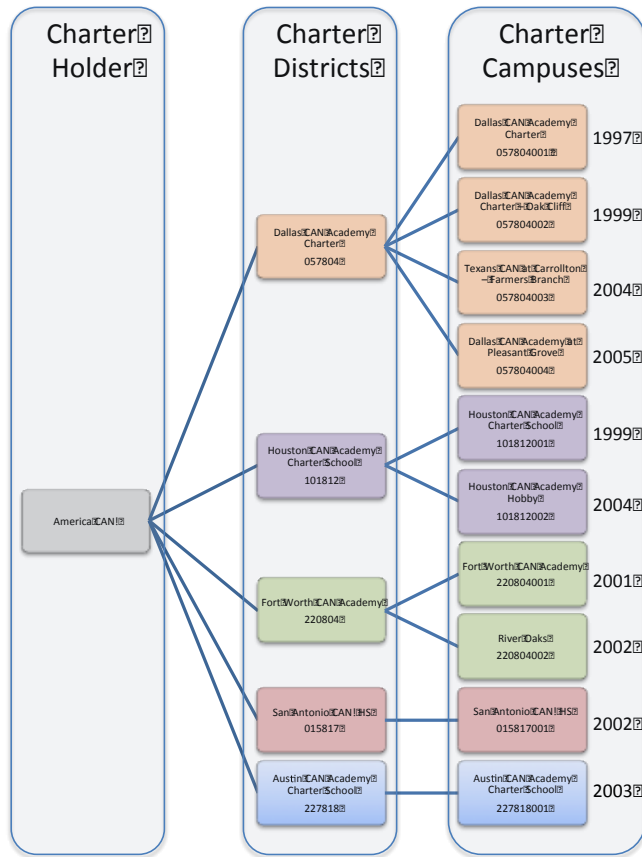 Charter
Holder
Charter
Districts
Charter
Campuses
America CAN!
Dallas CAN Academy
Charter
057804
Houston CAN Academy
Charter School
101812
Fort Worth CAN Academy
220804
San Antonio CAN! HS
015817
Austin CAN Academy
Charter School
227818
Dallas CAN Academy
Charter
057804001
1997
Dallas CAN Academy
Charter – Oak Cliff
057804002
1999
Texans CAN at Carrollton
– Farmers Branch
057804003
2004
Dallas CAN Academy at
Pleasant Grove
057804004
2005
Houston CAN Academy
Charter School
101812001
1999
Houston CAN Academy
Hobby
101812002
2004
Fort Worth CAN Academy
220804001
2001
River Oaks
220804002
2002
San Antonio CAN! HS
015817001
2002
Austin CAN Academy
Charter School
227818001
2003